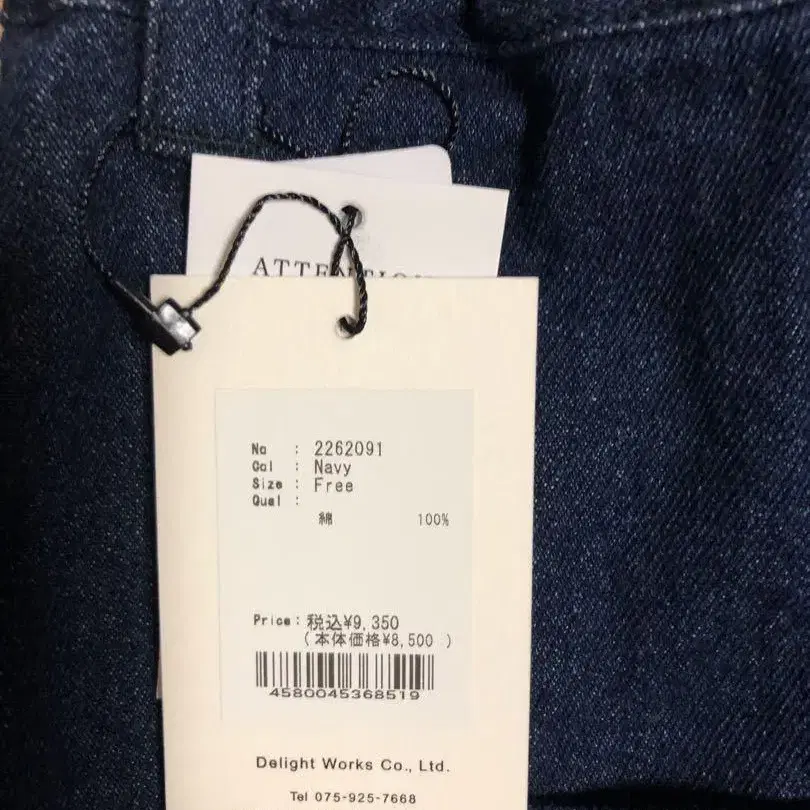 ATTENTION
No : 2262091
Col : Navy
Size : Free
Qual :
綿 100%
Price : 税込¥9,350
(本体価格¥8,500 )
4580045368519
Delight Works Co., Ltd.
Tel 075-925-7668